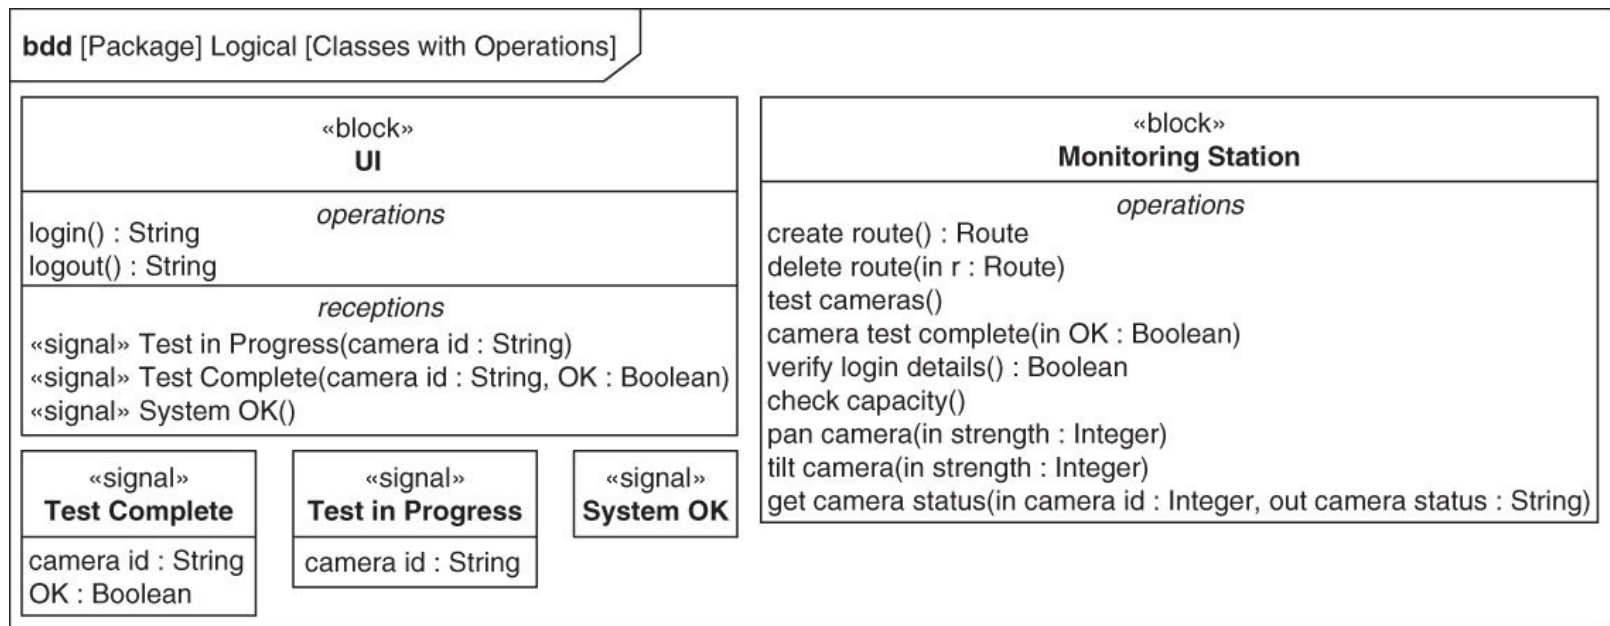 bdd [Package] Logical [Classes with Operations]
«block»
UI
operations
login() : String
logout() : String
receptions
«signal» Test in Progress(camera id : String)
«signal» Test Complete(camera id : String, OK : Boolean)
«signal» System OK()
«block»
Monitoring Station
operations
create route() : Route
delete route(in r : Route)
test cameras()
camera test complete(in OK : Boolean)
verify login details() : Boolean
check capacity()
pan camera(in strength : Integer)
tilt camera(in strength : Integer)
get camera status(in camera id : Integer, out camera status : String)
«signal»
Test Complete
camera id : String
OK : Boolean
«signal»
Test in Progress
camera id : String
«signal»
System OK